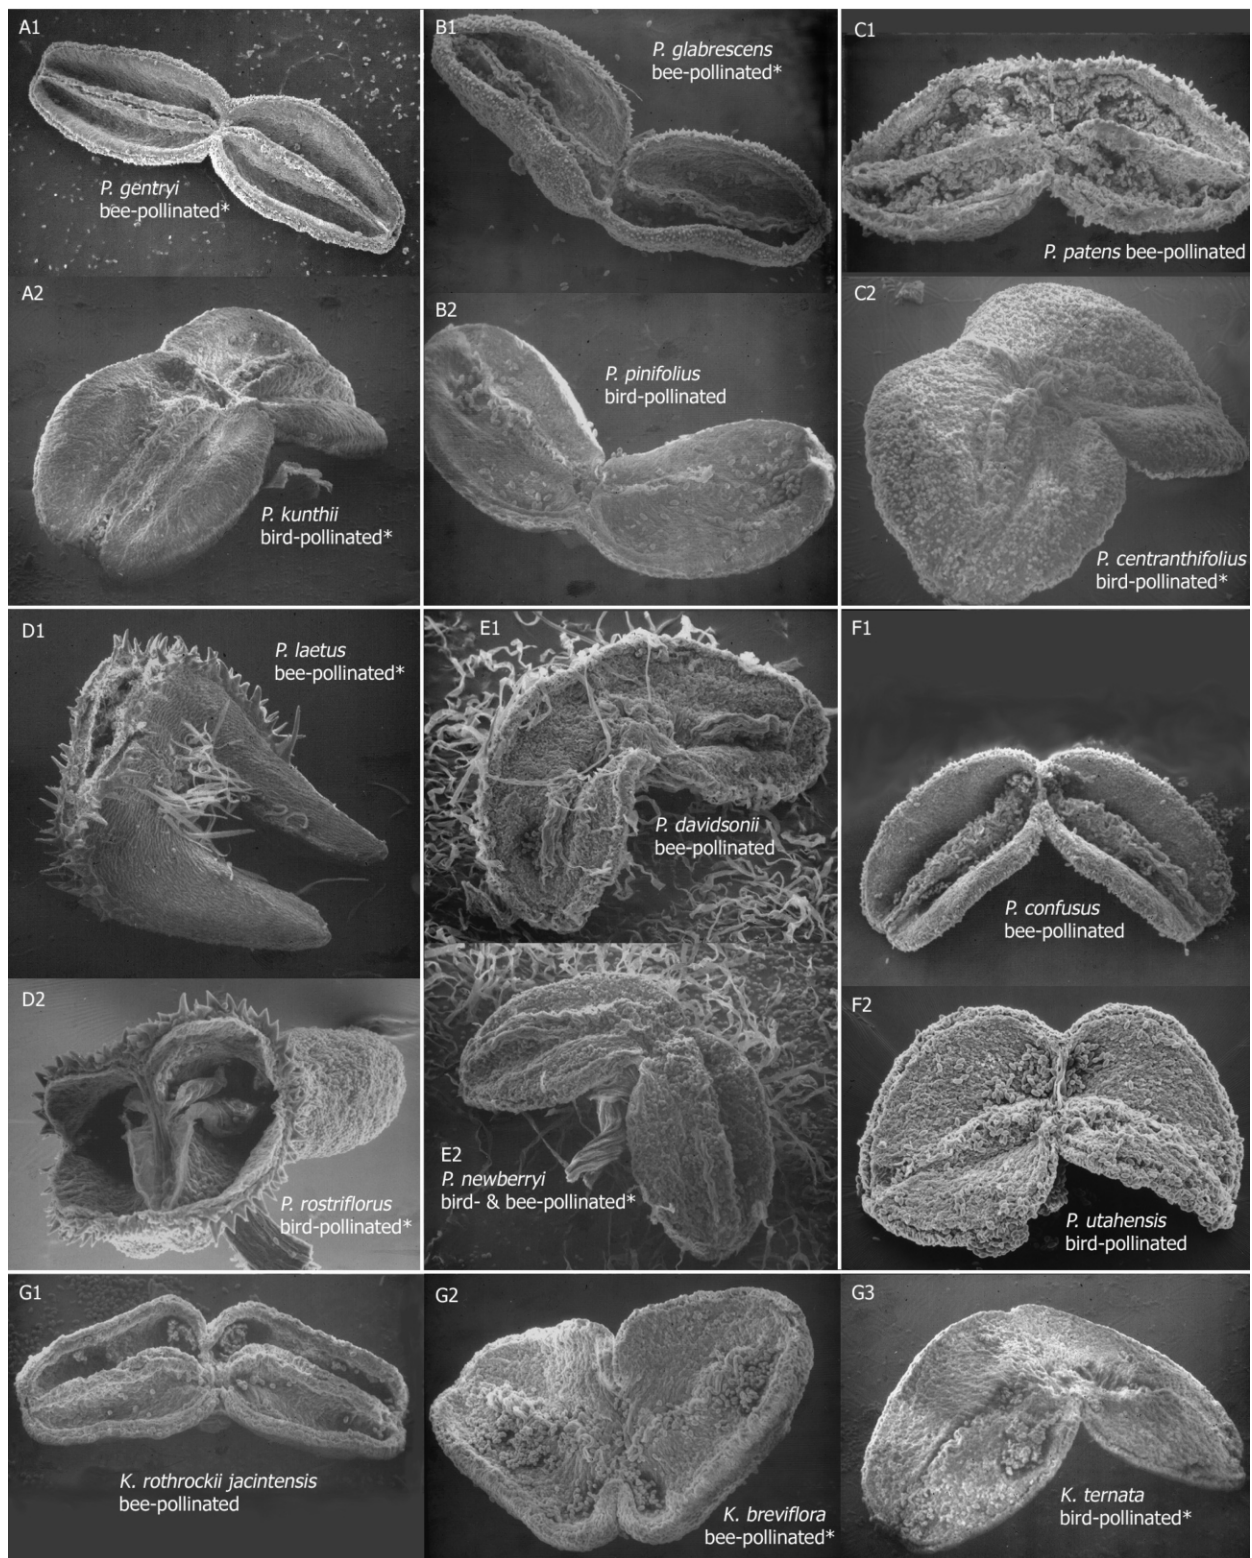 A1
P. gentryi
bee-pollinated*
B1
P. glabrescens
bee-pollinated*
C1
P. patens bee-pollinated
A2
P. kunthii
bird-pollinated*
B2
P. pinifolius
bird-pollinated
C2
P. centranthifolius
bird-pollinated*
D1
P. laetus
bee-pollinated*
E1
P. davidsonii
bee-pollinated
F1
P. confusus
bee-pollinated
D2
P. rostriflorus
bird-pollinated*
E2
P. newberryi
bird- & bee-pollinated*
F2
P. utahensis
bird-pollinated
G1
K. rothrockii jacintensis
bee-pollinated
G2
K. breviflora
bee-pollinated*
G3
K. ternata
bird-pollinated*